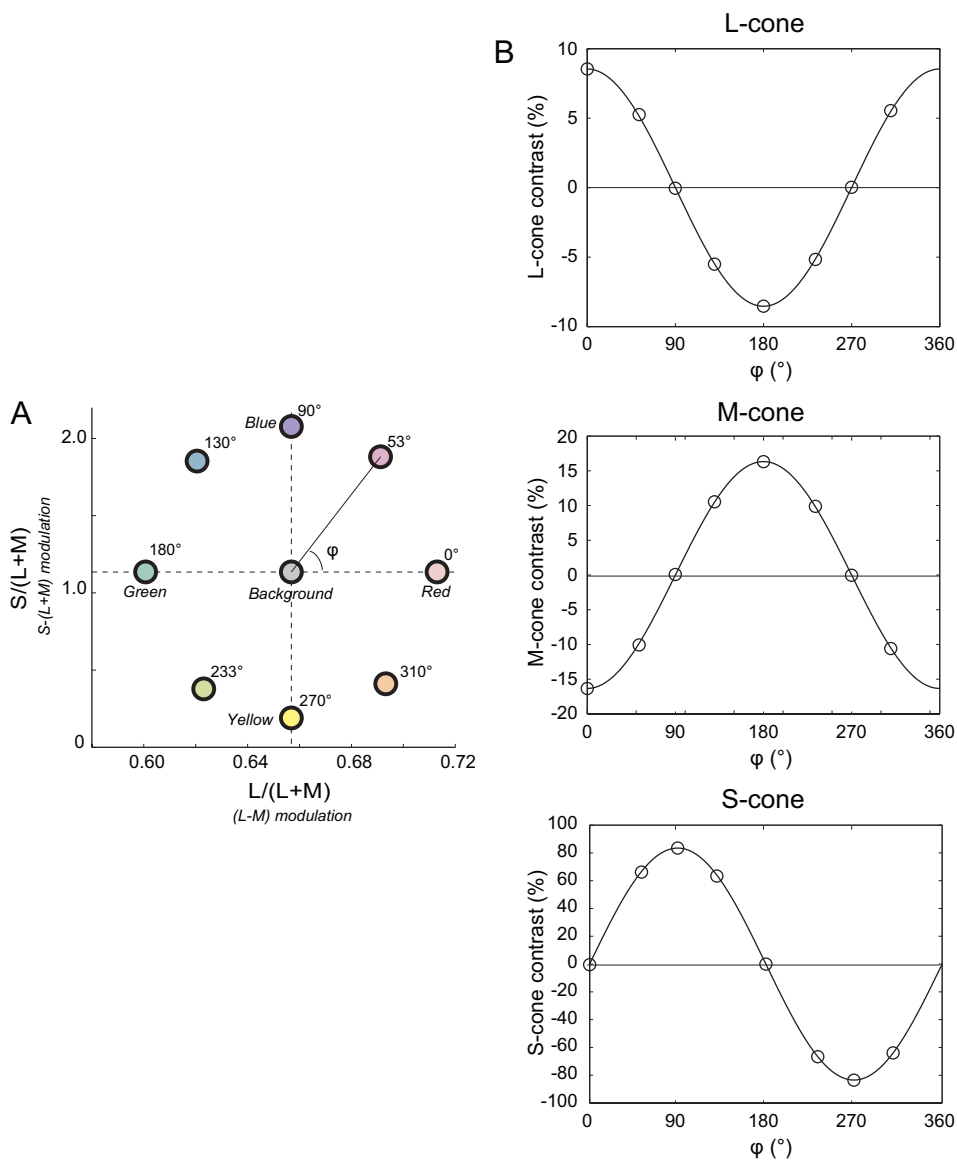 A
2.0
1.0
0
S/(L+M)
S-(L+M) modulation
90°
Blue
130°
53°
180°
φ
0°
Green
Background
Red
233°
310°
270°
Yellow
0.60 0.64 0.68 0.72
L/(L+M)
(L-M) modulation
B
L-cone
10
5
0
-5
-10
L-cone contrast (%)
0 90 180 270 360
φ (°)
M-cone
20
15
10
5
0
-5
-10
-15
-20
M-cone contrast (%)
0 90 180 270 360
φ (°)
S-cone
100
80
60
40
20
0
-20
-40
-60
-80
-100
S-cone contrast (%)
0 90 180 270 360
φ (°)